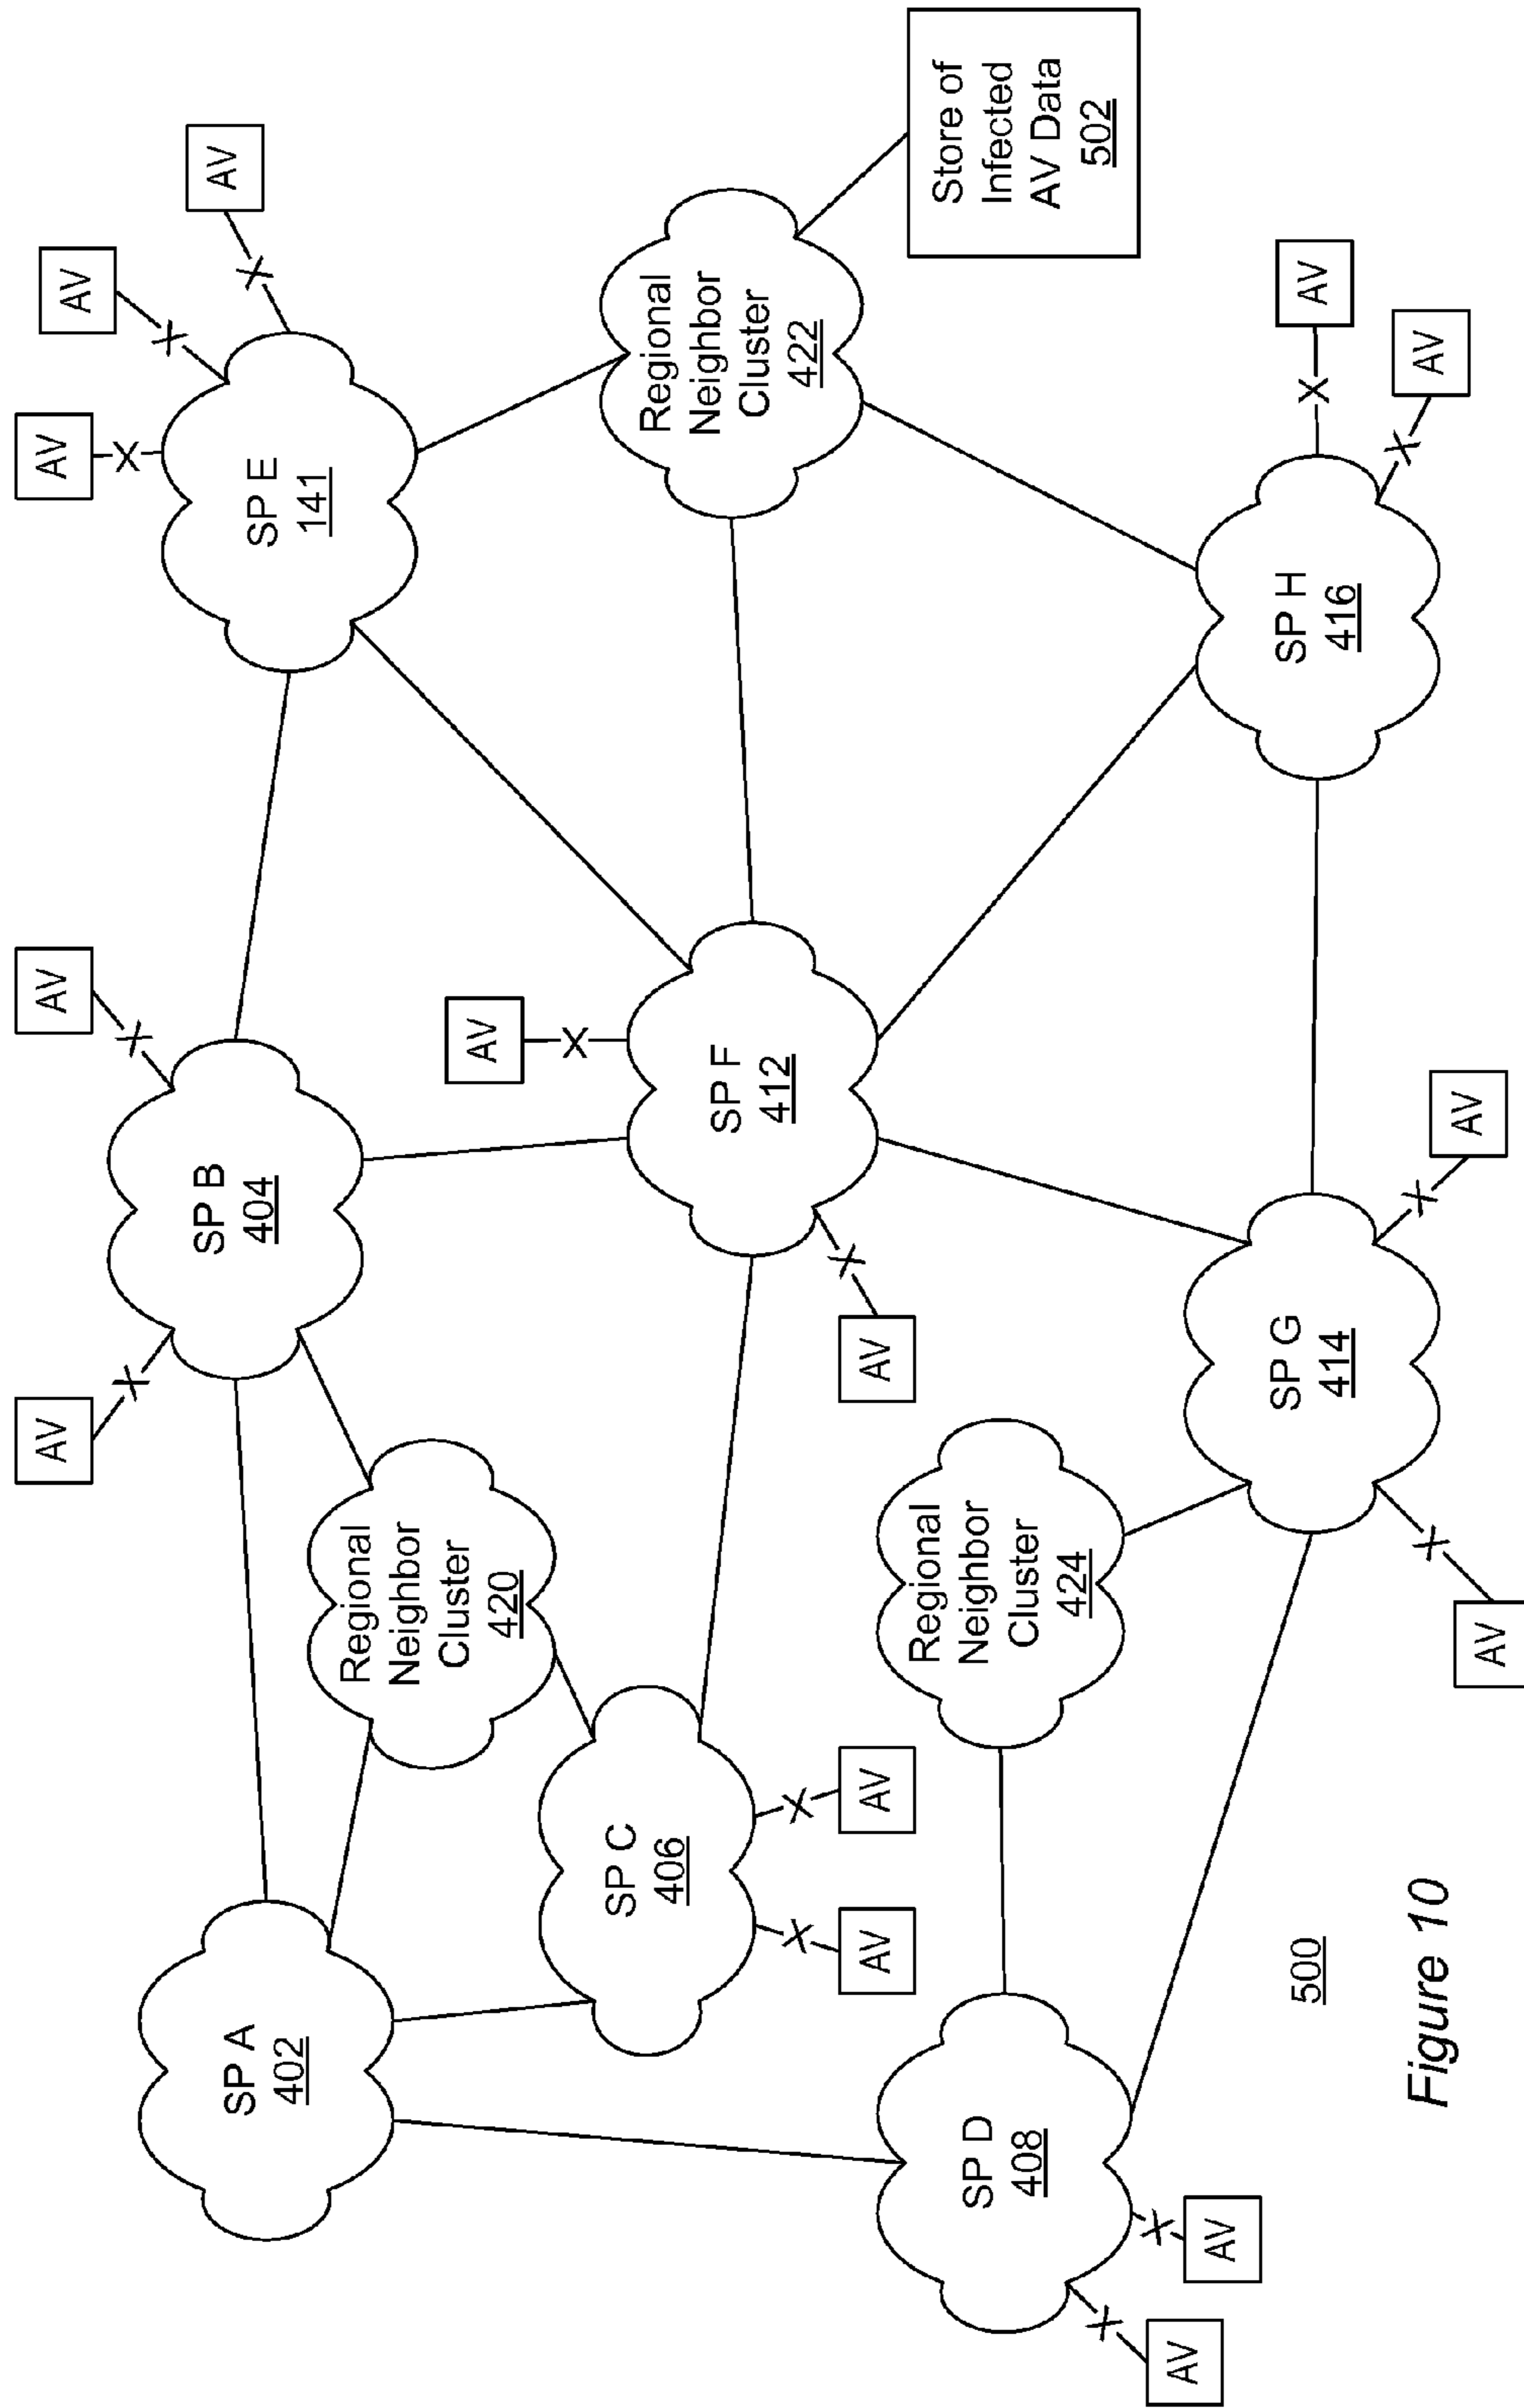 AV
AV
AV
AV
AV
SP B
404
SP A
402
SP E
141
Regional
Neighbor
Cluster
420
AV
SP C
406
SP F
412
Regional
Neighbor
Cluster
422
AV
AV
AV
Regional
Neighbor
Cluster
424
SP D
408
Store of
Infected
AV Data
502
AV
AV
SP G
414
SP H
416
AV
AV
AV
AV
500
Figure 10